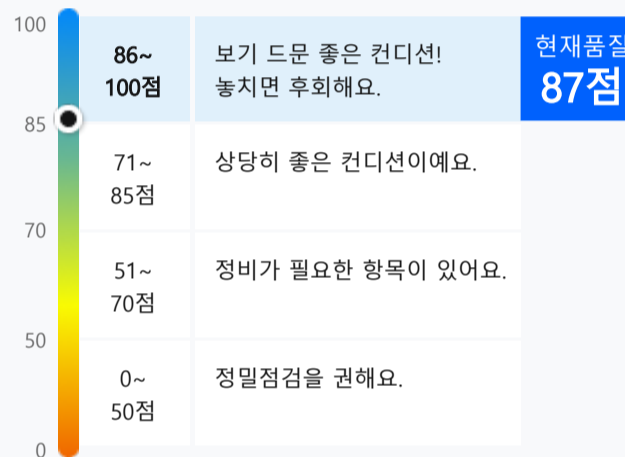 100
86~
100점
보기 드문 좋은 컨디션!
놓치면 후회해요.
현재품질
87점
85
71~
85점
상당히 좋은 컨디션이예요.
70
51~
70점
정비가 필요한 항목이 있어요.
50
0~
50점
정밀점검을 권해요.
0